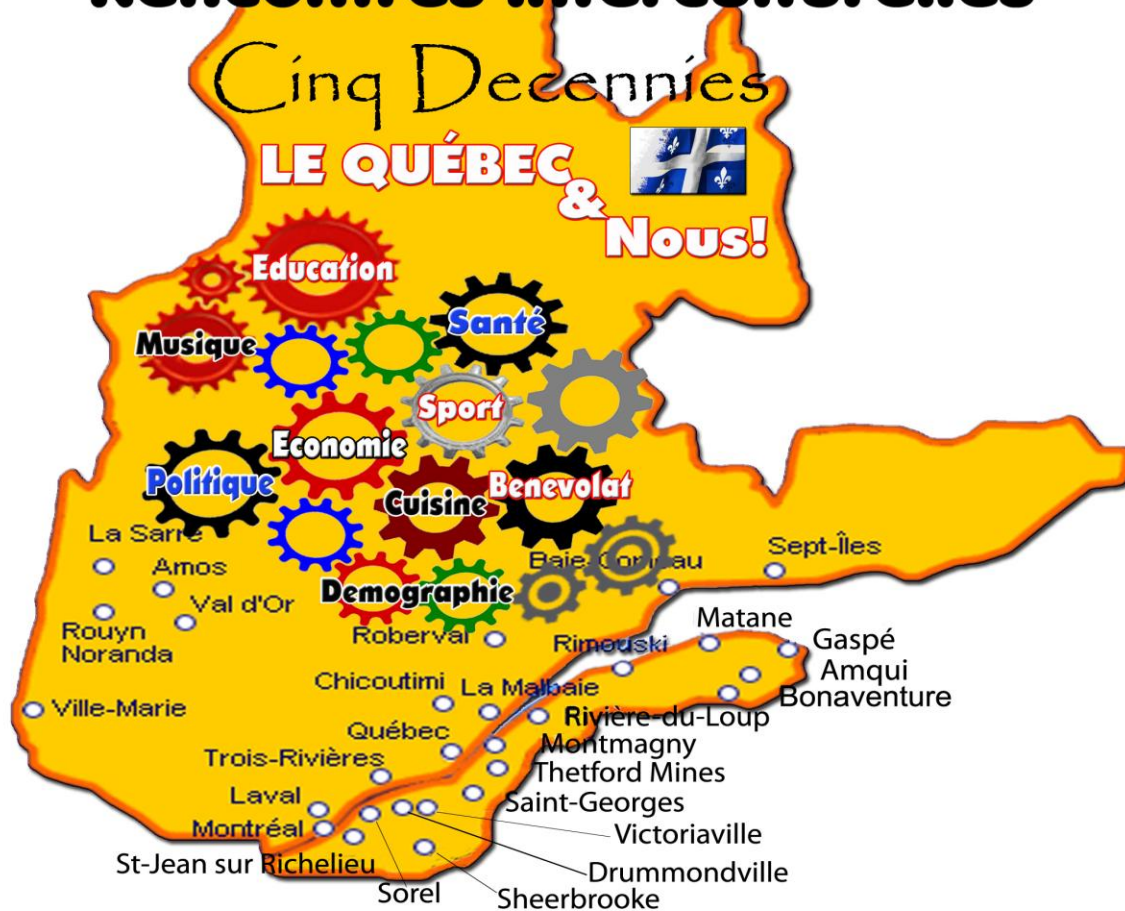 Rencontres Interculturelles
Cinq Decennies
LE QUÉBEC
&
Nous!
Education
Santé
Musique
Sport
Economie
Politique
Benevolat
Cuisine
La Sarre
Baie-Comeau
Sept-Îles
Amos
Demographie
Val d'Or
Matane
Rouyn
Noranda
Roberval
Rimouski
Gaspé
Amqui
Chicoutimi
La Malbaie
Bonaventure
Ville-Marie
Rivière-du-Loup
Québec
Montmagny
Trois-Rivières
Thetford Mines
Laval
Saint-Georges
Montréal
Victoriaville
St-Jean sur Richelieu
Drummondville
Sorel
Sheerbrooke